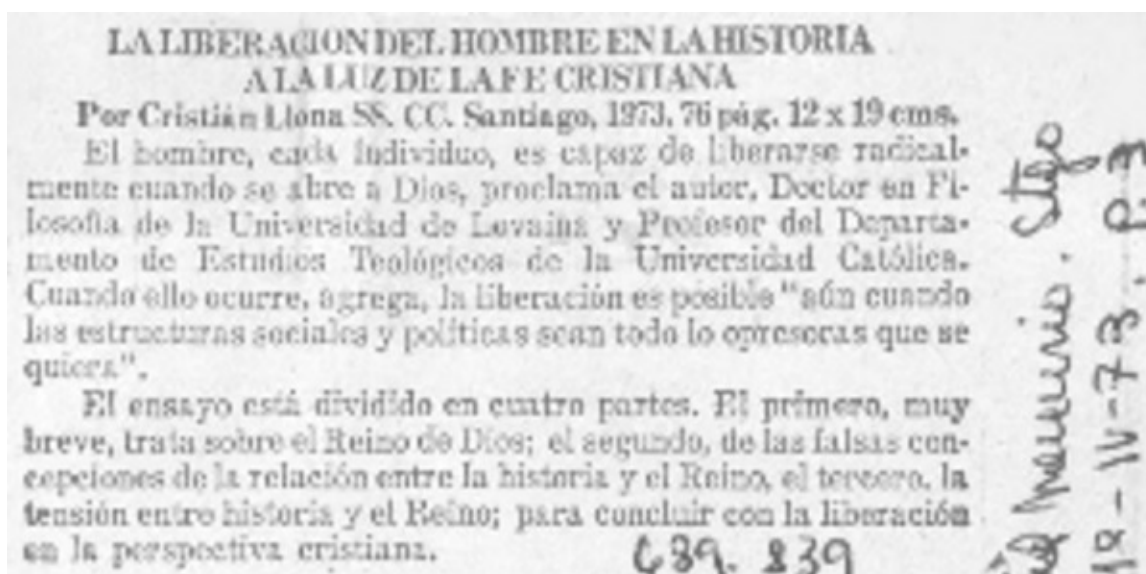 LA LIBERACION DEL HOMBRE EN LA HISTORIA
A LA LUZ DE LA FE CRISTIANA
Por Cristián Llona SS. CC. Santiago, 1973. 76 pág. 12 x 19 cms.
El hombre, cada individuo, es capaz de liberarse radical-
mente cuando se abre a Dios, proclama el autor, Doctor en Fi-
losofía de la Universidad de Lovaina y Profesor del Departa-
mento de Estudios Teológicos de la Universidad Católica.
Cuando ello ocurre, agrega, la liberación es posible "aún cuando
las estructuras sociales y políticas sean todo lo opresoras que se
quiera".
El ensayo está dividido en cuatro partes. El primero, muy
breve, trata sobre el Reino de Dios; el segundo, de las falsas con-
cepciones de la relación entre la historia y el Reino, el tercero, la
tensión entre historia y el Reino; para concluir con la liberación
en la perspectiva cristiana.
639.839
El Mercurio. Stgo
IV-73. P 3